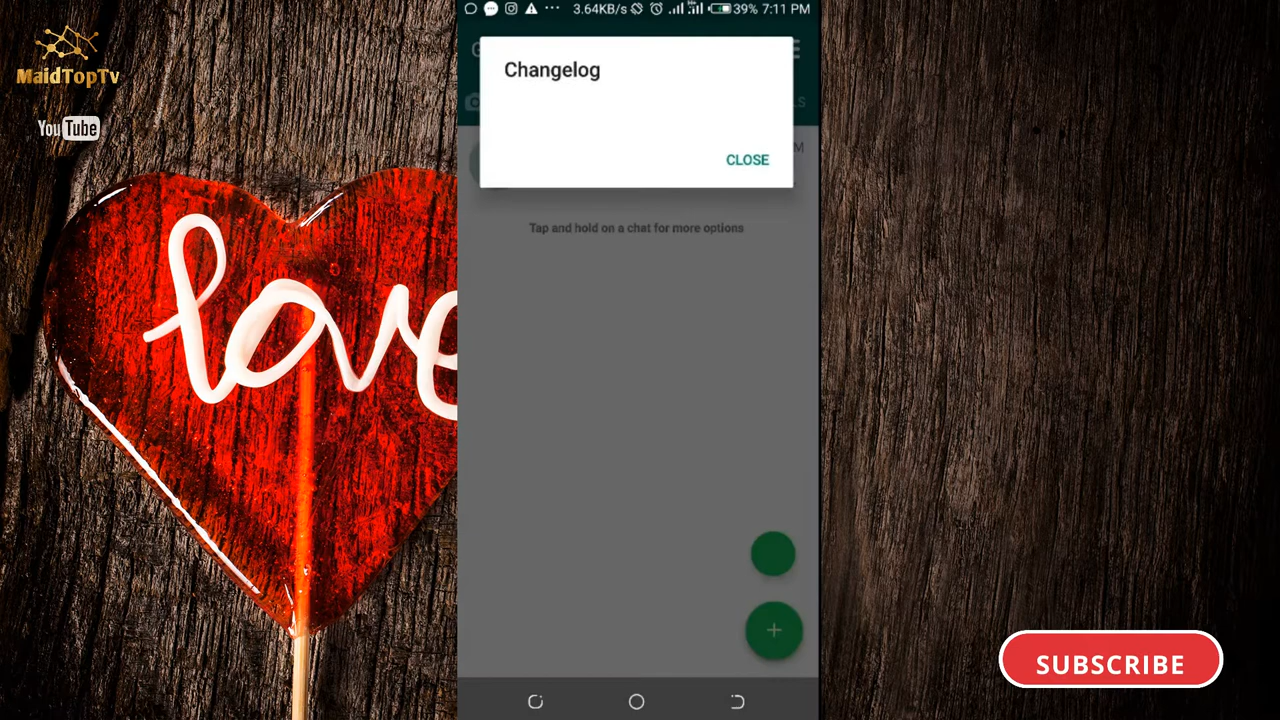 MaidTopTv
YouTube
love
3.64KB/s 39% 7:11 PM
Changelog
CLOSE
Tap and hold on a chat for more options
SUBSCRIBE